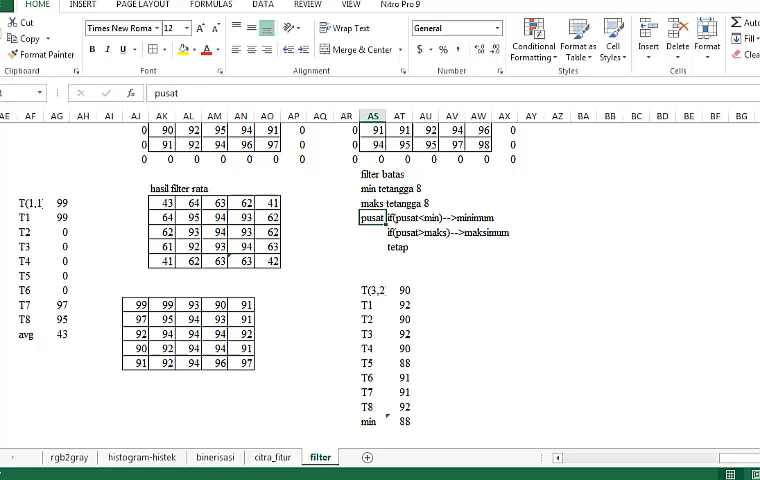 HOME INSERT PAGE LAYOUT FORMULAS DATA REVIEW VIEW Nitro Pro 9
Cut Times New Roma 12 A A Wrap Text General Auto
Copy Conditional Format as Cell Insert Delete Format Fill
Format Painter B I U A Merge & Center $ % , Formatting Table Styles Clea
Clipboard Font Alignment Number Styles Cells
fx pusat
AE AF AG AH AI AJ AK AL AM AN AO AP AQ AR AS AT AU AV AW AX AY AZ BA BB BC BD BE BF BG
0 90 92 95 94 91 0 0 91 91 92 94 96 0
0 91 92 94 96 97 0 0 94 95 95 97 98 0
0 0 0 0 0 0 0 0 0 0 0 0 0 0
filter batas
hasil filter rata min tetangga 8
T(1,1) 99 43 64 63 62 41 maks tetangga 8
T1 99 64 95 94 93 62 pusat if(pusat<min)-->minimum
T2 0 62 93 94 93 62 if(pusat>maks)-->maksimum
T3 0 61 92 93 94 63 tetap
T4 0 41 62 63 63 42
T5 0
T6 0 T(3,2) 90
T7 97 99 99 93 90 91 T1 92
T8 95 97 95 94 93 91 T2 90
avg 43 92 94 94 94 92 T3 92
90 92 94 94 91 T4 90
91 92 94 96 97 T5 88
T6 91
T7 91
T8 92
min 88
rgb2gray histogram-histek binerisasi citra_fitur filter